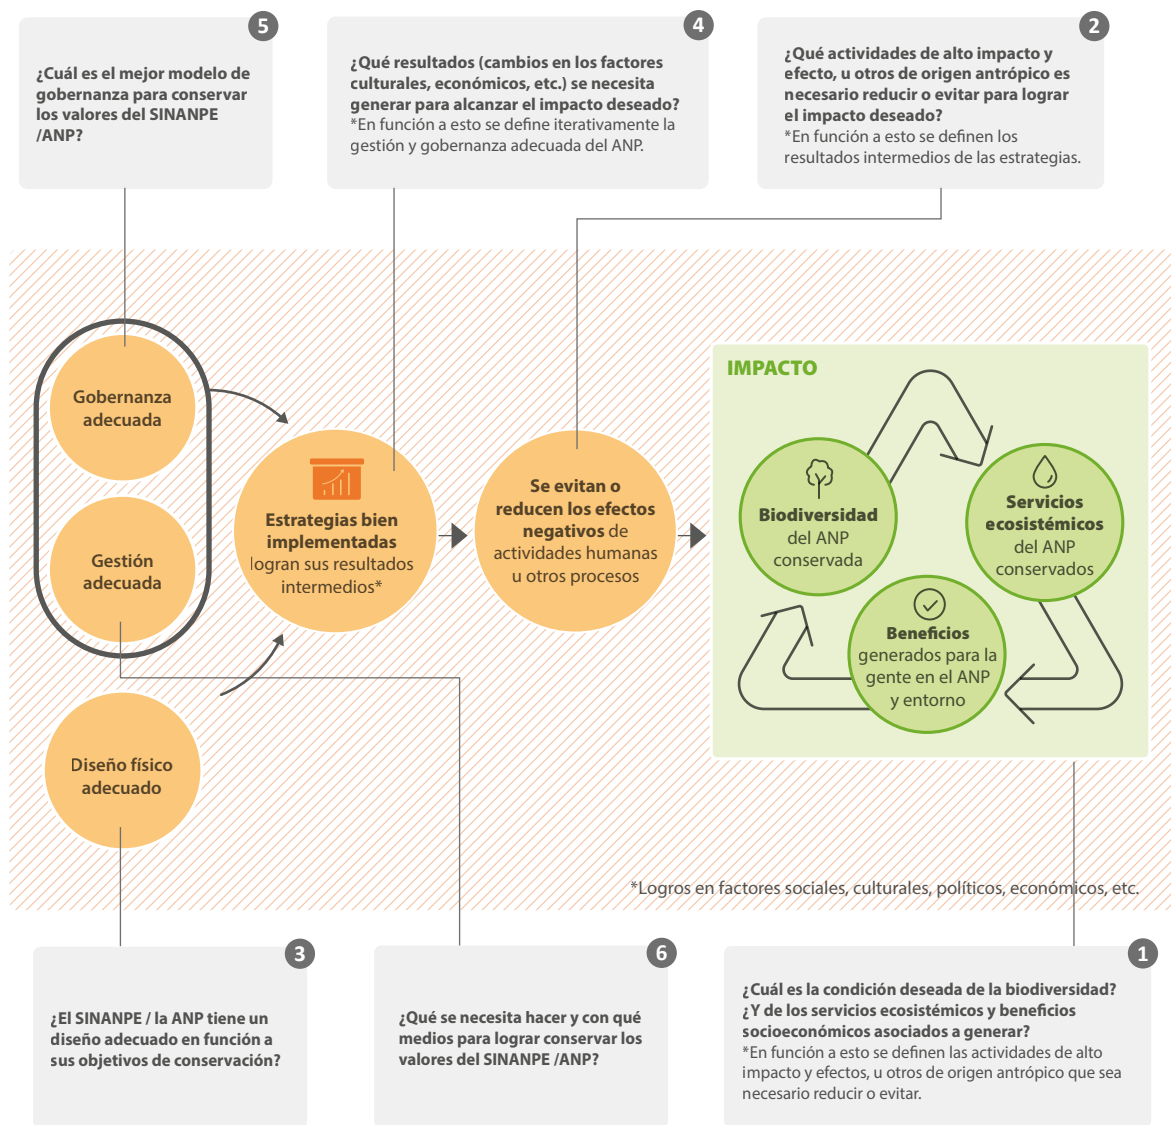 5
¿Cuál es el mejor modelo de
gobernanza para conservar
los valores del SINANPE
/ANP?
4
¿Qué resultados (cambios en los factores
culturales, económicos, etc.) se necesita
generar para alcanzar el impacto deseado?
*En función a esto se define iterativamente la
gestión y gobernanza adecuada del ANP.
2
¿Qué actividades de alto impacto y
efecto, u otros de origen antrópico es
necesario reducir o evitar para lograr
el impacto deseado?
*En función a esto se definen los
resultados intermedios de las estrategias.
Gobernanza
adecuada
Gestión
adecuada
Diseño físico
adecuado
Estrategias bien
implementadas
logran sus resultados
intermedios*
Se evitan o
reducen los efectos
negativos de
actividades humanas
u otros procesos
IMPACTO
Biodiversidad
del ANP
conservada
Servicios
ecosistémicos
del ANP
conservados
Beneficios
generados para la
gente en el ANP
y entorno
*Logros en factores sociales, culturales, políticos, económicos, etc.
3
¿El SINANPE / la ANP tiene un
diseño adecuado en función a
sus objetivos de conservación?
6
¿Qué se necesita hacer y con qué
medios para lograr conservar los
valores del SINANPE /ANP?
1
¿Cuál es la condición deseada de la biodiversidad?
¿Y de los servicios ecosistémicos y beneficios
socioeconómicos asociados a generar?
*En función a esto se definen las actividades de alto
impacto y efectos, u otros de origen antrópico que sea
necesario reducir o evitar.